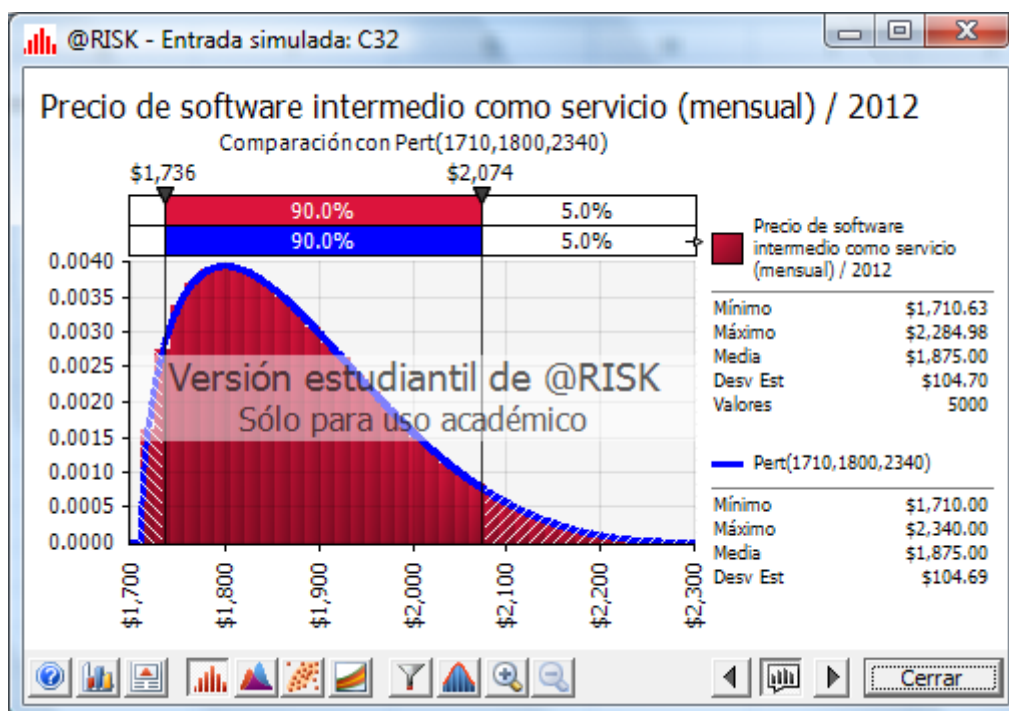 @RISK - Entrada simulada: C32
Precio de software intermedio como servicio (mensual) / 2012
Comparación con Pert(1710,1800,2340)
$1,736 $2,074
90.0% 5.0%
90.0% 5.0%
0.0040
0.0035
0.0030
0.0025
0.0020
0.0015
0.0010
0.0005
0.0000
Versión estudiantil de @RISK
Sólo para uso académico
$1,700
$1,800
$1,900
$2,000
$2,100
$2,200
$2,300
Precio de software
intermedio como servicio
(mensual) / 2012
Mínimo $1,710.63
Máximo $2,284.98
Media $1,875.00
Desv Est $104.70
Valores 5000
Pert(1710,1800,2340)
Mínimo $1,710.00
Máximo $2,340.00
Media $1,875.00
Desv Est $104.69
Cerrar